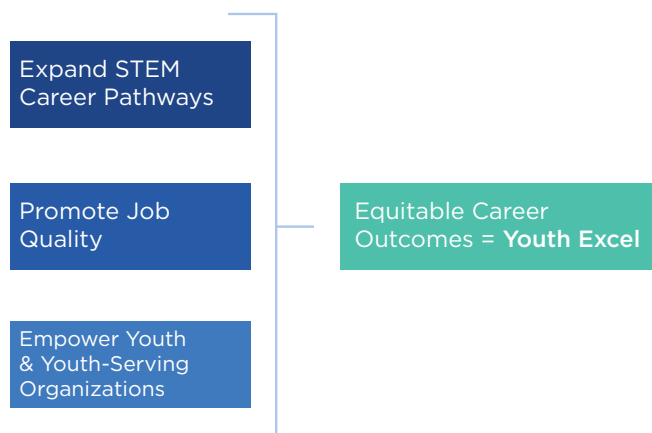 Expand STEM
Career Pathways
Promote Job
Quality
Equitable Career
Outcomes = Youth Excel
Empower Youth
& Youth-Serving
Organizations